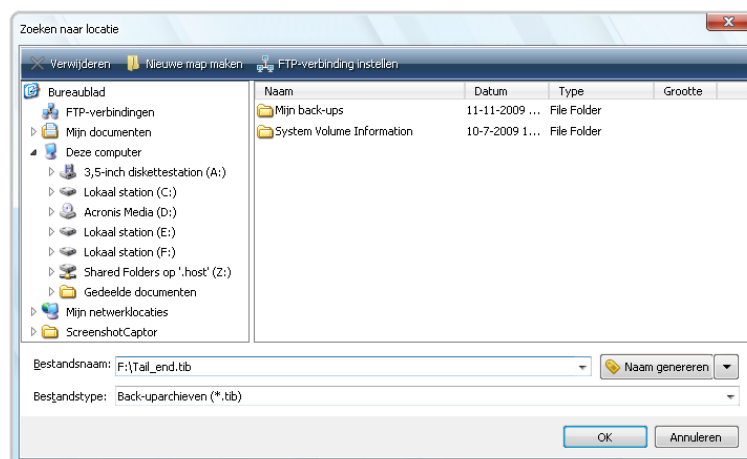 Zoeken naar locatie
Verwijderen Nieuwe map maken FTP-verbinding instellen
Bureaublad
FTP-verbindingen
Mijn documenten
Deze computer
3,5-inch diskettestation (A:)
Lokaal station (C:)
Acronis Media (D:)
Lokaal station (E:)
Lokaal station (F:)
Shared Folders op '.host' (Z:)
Gedeelde documenten
Mijn netwerklocaties
ScreenshotCaptor
Naam Datum Type Grootte
Mijn back-ups 11-11-2009 ... File Folder
System Volume Information 10-7-2009 1... File Folder
Bestandsnaam: F:\Tail_end.tib Naam genereren
Bestandstype: Back-uparchieven (*.tib)
OK Annuleren